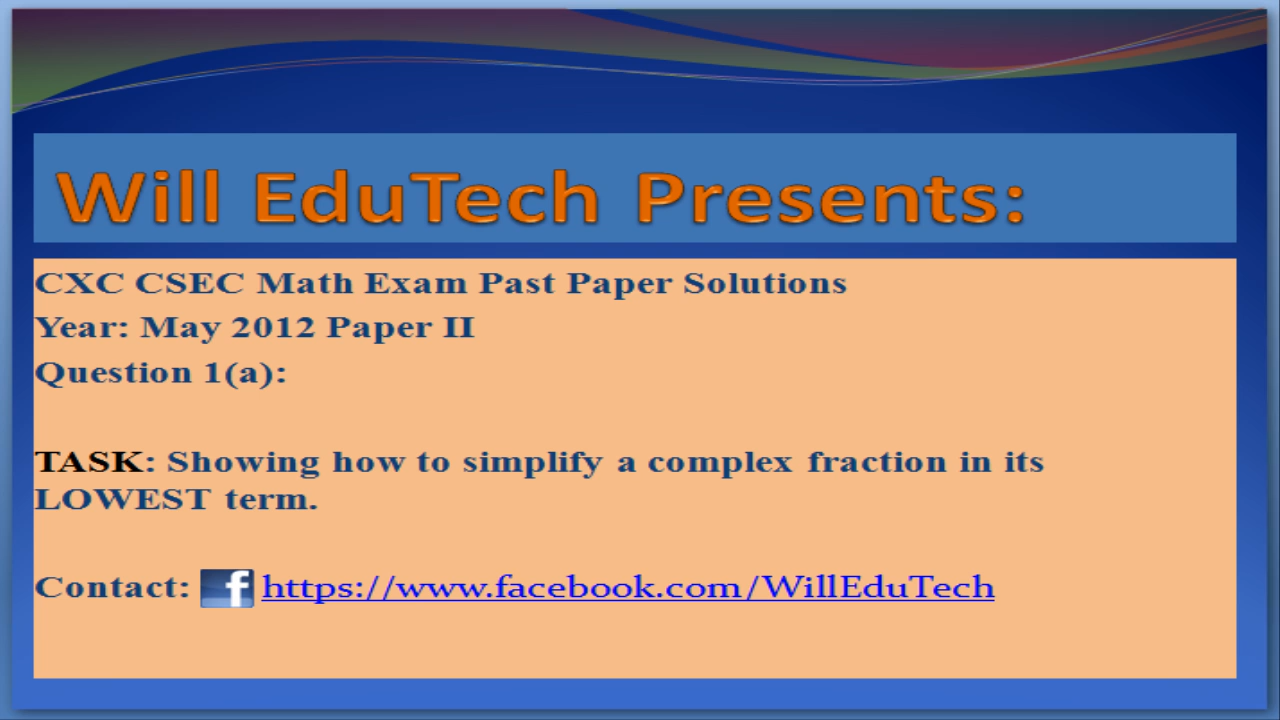 Will EduTech Presents:
CXC CSEC Math Exam Past Paper Solutions
Year: May 2012 Paper II
Question 1(a):
TASK: Showing how to simplify a complex fraction in its
LOWEST term.
Contact: f https://www.facebook.com/WillEduTech